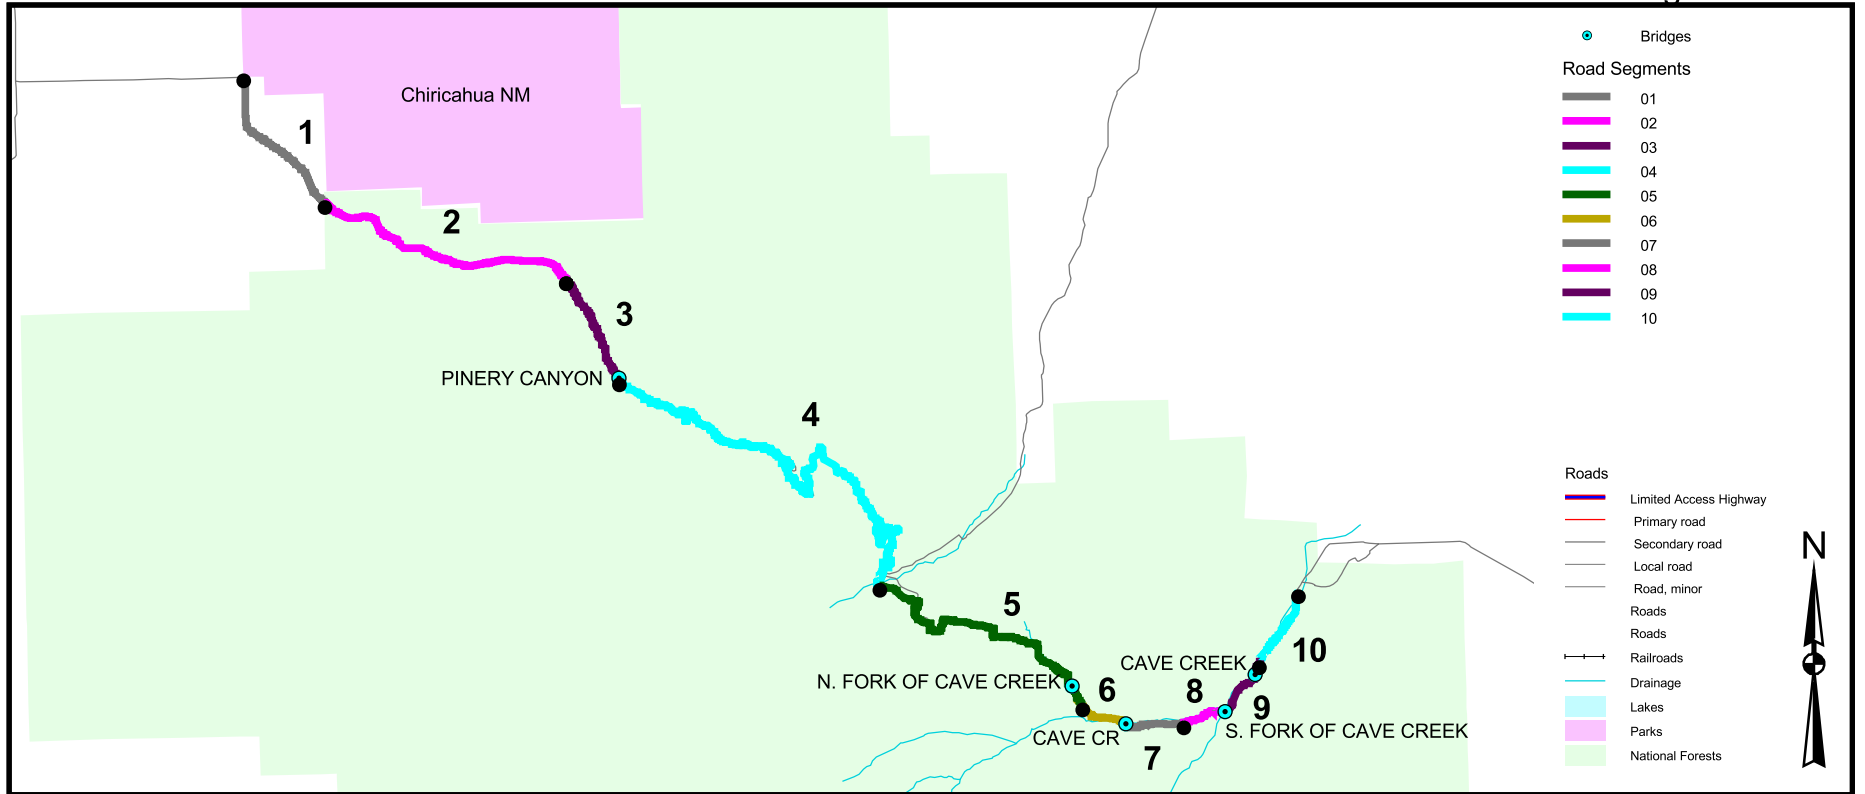 Chiricahua NM
1
2
3
PINERY CANYON
4
5
N. FORK OF CAVE CREEK
6
CAVE CR
7
8
CAVE CREEK
9
S. FORK OF CAVE CREEK
10
Bridges
Road Segments
01
02
03
04
05
06
07
08
09
10
Roads
Limited Access Highway
Primary road
Secondary road
Local road
Road, minor
Roads
Roads
Railroads
Drainage
Lakes
Parks
National Forests
N